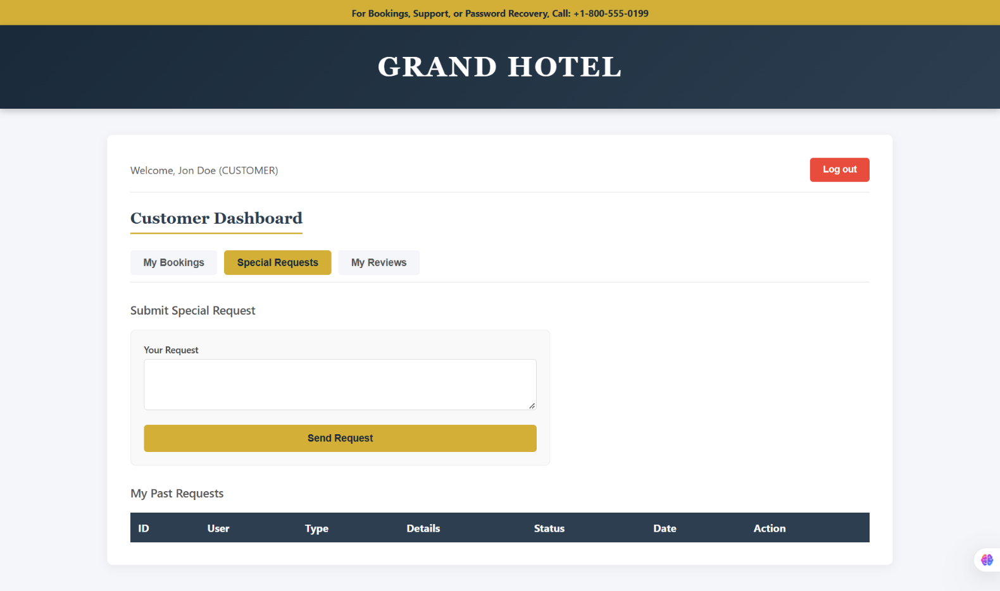 For Bookings, Support, or Password Recovery, Call: +1-800-555-0199
GRAND HOTEL
Welcome, Jon Doe (CUSTOMER)
Log out
Customer Dashboard
My Bookings
Special Requests
My Reviews
Submit Special Request
Your Request
Send Request
My Past Requests
ID User Type Details Status Date Action